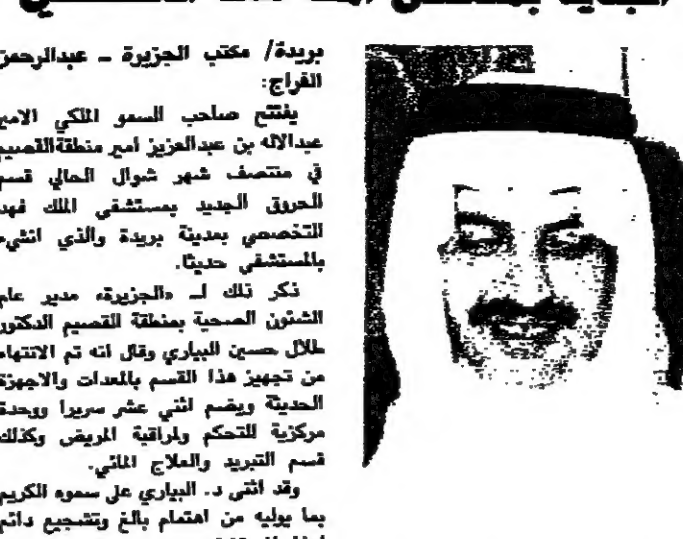 بريدة/ مكتب الجزيرة ـ عبدالرحمن
الفراج:
يفتتح صاحب السمو الملكي الامير
عبدالاله بن عبدالعزيز أمير منطقة القصيم
في منتصف شهر شوال الحالي قسم
الحروق الجديد بمستشفى الملك فهد
التخصصي بمدينة بريدة والذي انشيء
بالمستشفى حديثا.
ذكر ذلك لـ «الجزيرة» مدير عام
الشئون الصحية بمنطقة القصيم الدكتور
طلال حسين البياري وقال انه تم الانتهاء
من تجهيز هذا القسم بالمعدات والاجهزة
الحديثة ويضم اثني عشر سريرا ووحدة
مركزية للتحكم ولمراقبة المريض وكذلك
قسم التبريد والعلاج المائي.
وقد اثنى د. البياري على سموه الكريم
بما يوليه من اهتمام بالغ وتشجيع دائم